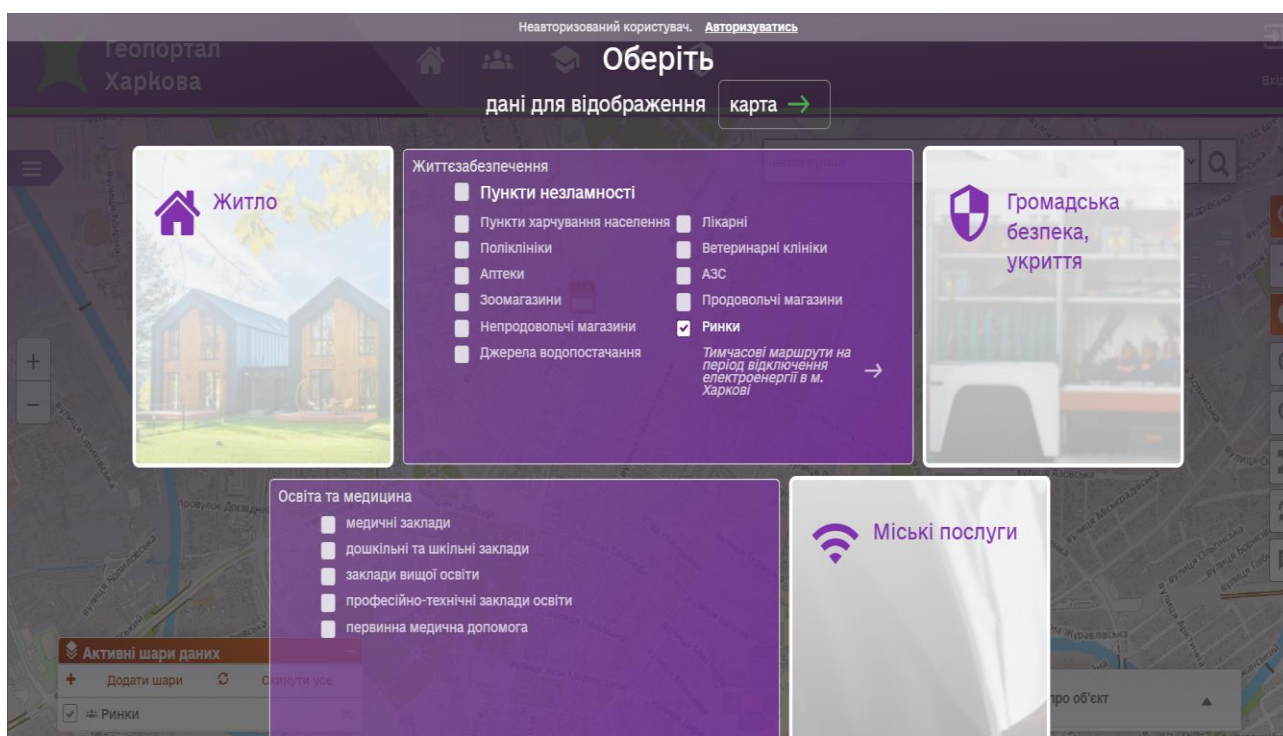 Неавторизований користувач. Авторизуватись
Геопортал
Харкова
Оберіть
Вхід
дані для відображення карта →
Житло
Життєзабезпечення
Пункти незламності
Пункти харчування населення
Лікарні
Поліклініки
Ветеринарні клініки
Аптеки
АЗС
Зоомагазини
Продовольчі магазини
Непродовольчі магазини
Ринки
Джерела водопостачання
Тимчасові маршрути на
період відключення
електроенергії в м.
Харкові
Громадська
безпека,
укриття
Освіта та медицина
медичні заклади
дошкільні та шкільні заклади
заклади вищої освіти
професійно-технічні заклади освіти
первинна медична допомога
Міські послуги
Активні шари даних
Додати шари
Скинути усе
Ринки
про об'єкт